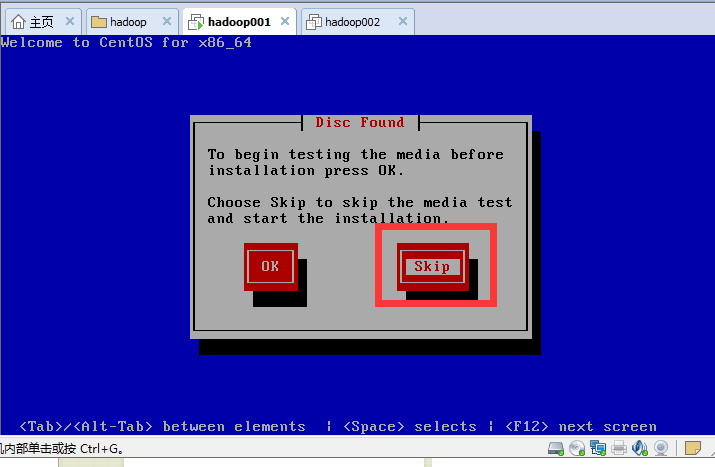 主页 hadoop hadoop001 hadoop002
Welcome to CentOS for x86_64
Disc Found
To begin testing the media before
installation press OK.
Choose Skip to skip the media test
and start the installation.
OK Skip
<Tab>/<Alt-Tab> between elements | <Space> selects | <F12> next screen
内部单击或按 Ctrl+G。